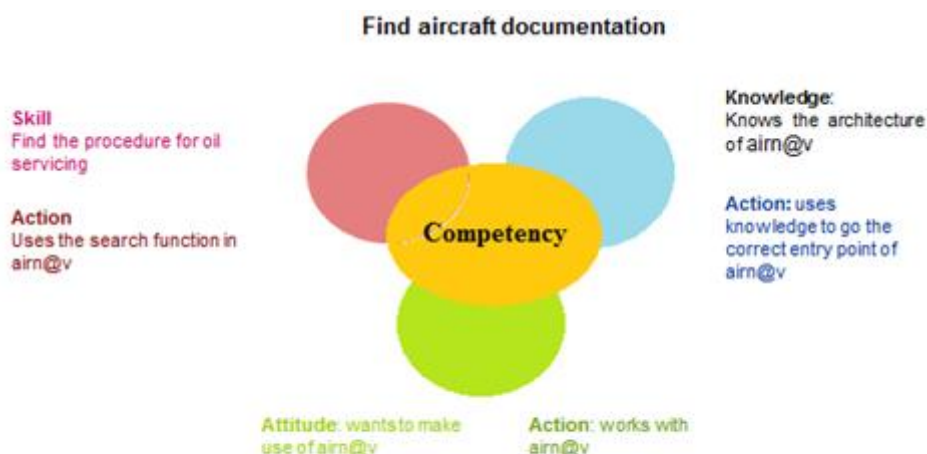 Find aircraft documentation
Skill
Find the procedure for oil
servicing
Action
Uses the search function in
airn@v
Knowledge:
Knows the architecture
of airn@v
Action: uses
knowledge to go the
correct entry point of
airn@v
Competency
Attitude: wants to make
use of airn@v
Action: works with
airn@v